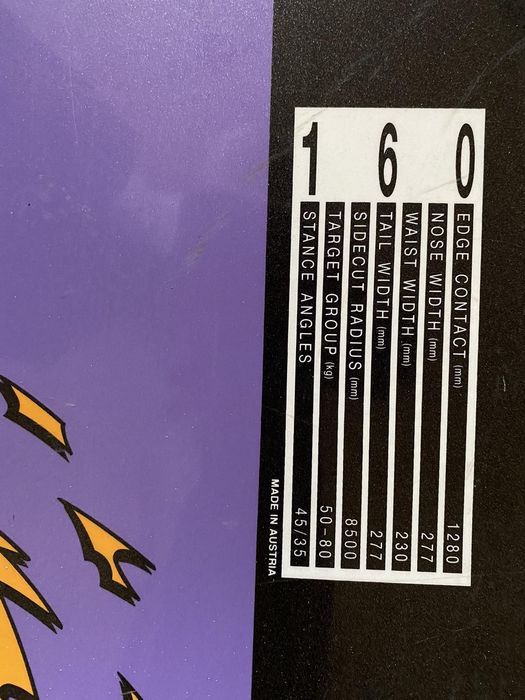 160
EDGE CONTACT (mm) 1280
NOSE WIDTH (mm) 277
WAIST WIDTH (mm) 230
TAIL WIDTH (mm) 277
SIDECUT RADIUS (mm) 8500
TARGET GROUP (kg) 50-80
STANCE ANGLES 45/35
MADE IN AUSTRIA